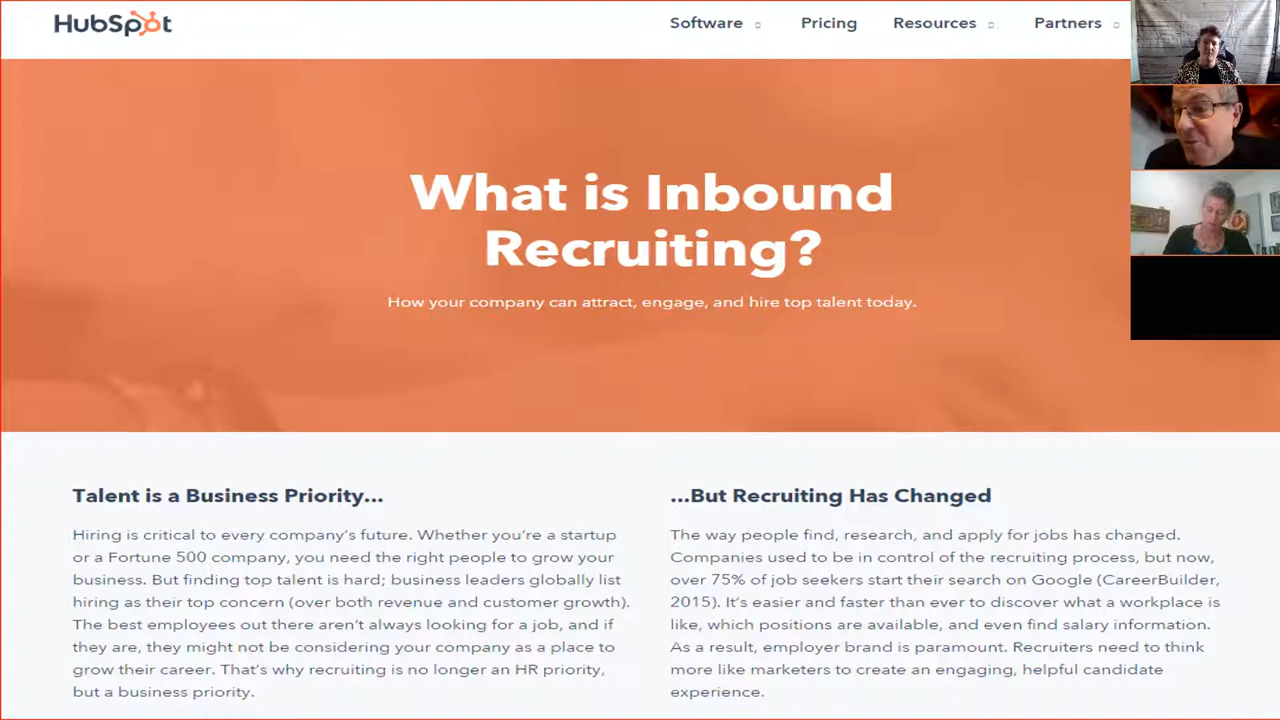 HubSpot
Software
Pricing
Resources
Partners
What is Inbound
Recruiting?
How your company can attract, engage, and hire top talent today.
Talent is a Business Priority...
Hiring is critical to every company's future. Whether you're a startup
or a Fortune 500 company, you need the right people to grow your
business. But finding top talent is hard; business leaders globally list
hiring as their top concern (over both revenue and customer growth).
The best employees out there aren't always looking for a job, and if
they are, they might not be considering your company as a place to
grow their career. That's why recruiting is no longer an HR priority,
but a business priority.
...But Recruiting Has Changed
The way people find, research, and apply for jobs has changed.
Companies used to be in control of the recruiting process, but now,
over 75% of job seekers start their search on Google (CareerBuilder,
2015). It's easier and faster than ever to discover what a workplace is
like, which positions are available, and even find salary information.
As a result, employer brand is paramount. Recruiters need to think
more like marketers to create an engaging, helpful candidate
experience.